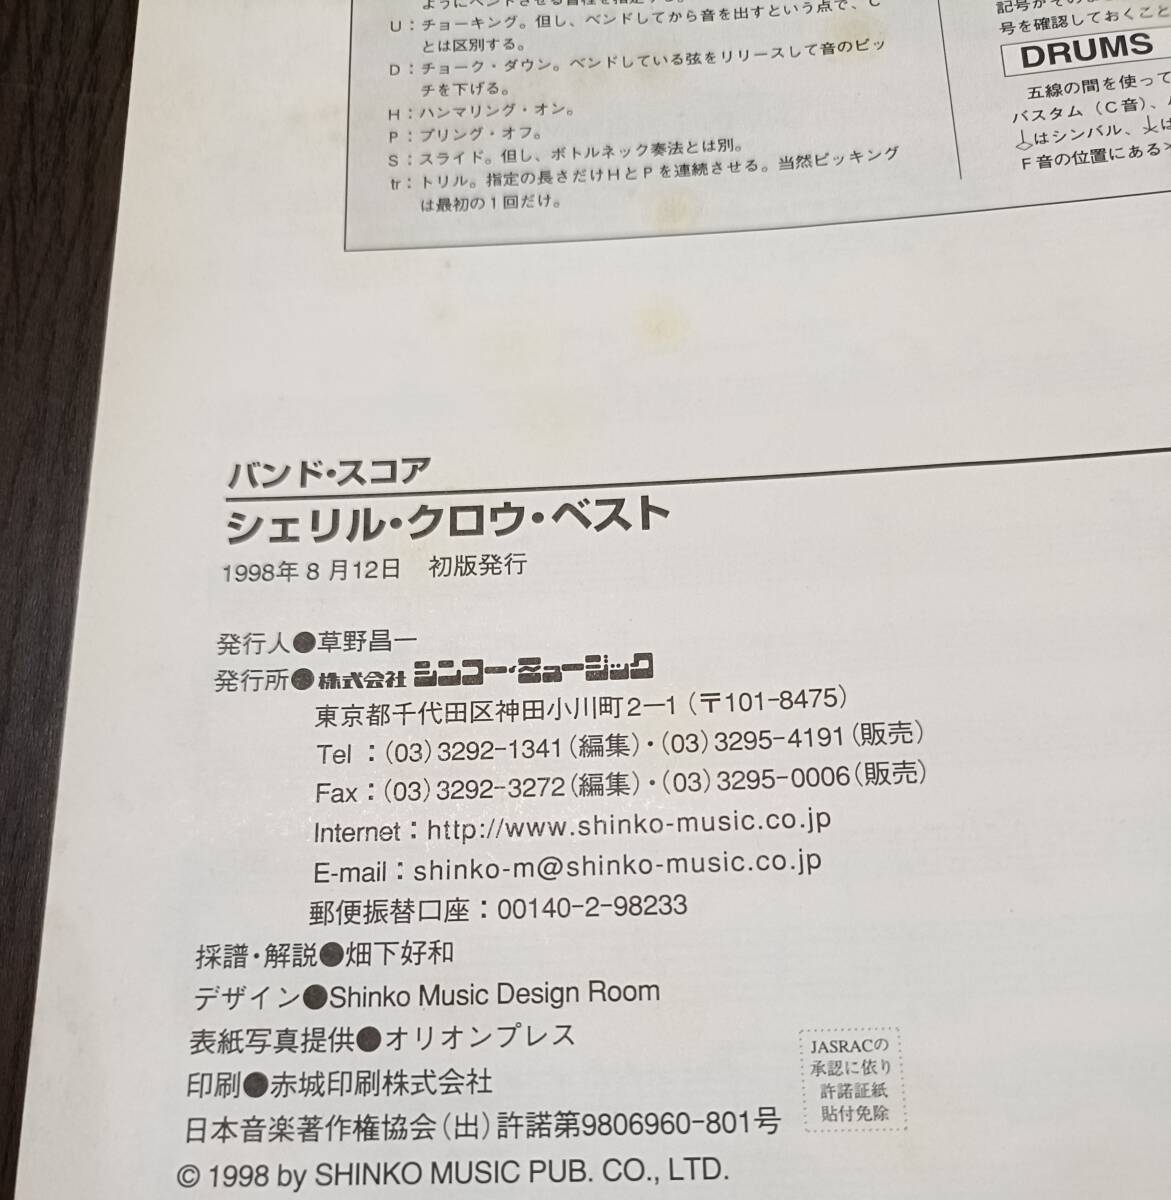 ようにベンドさせる音程を指定する。
U：チョーキング。但し、ベンドしてから音を出すという点で、C
とは区別する。
D：チョーク・ダウン。ベンドしている弦をリリースして音のピッ
チを下げる。
H：ハンマリング・オン。
P：プリング・オフ。
S：スライド。但し、ボトルネック奏法とは別。
tr：トリル。指定の長さだけHとPを連続させる。当然ピッキング
は最初の1回だけ。
号を確認しておくこと
DRUMS
五線の間を使って
バスタム（C音）、
はシンバル、 は
F音の位置にある
バンド・スコア
シェリル・クロウ・ベスト
1998年8月12日　初版発行
発行人●草野昌一
発行所●株式会社シンコー・ミュージック
東京都千代田区神田小川町2－1（〒101-8475）
Tel：(03)3292-1341(編集)・(03)3295-4191(販売)
Fax：(03)3292-3272(編集)・(03)3295-0006(販売)
Internet：http://www.shinko-music.co.jp
E-mail：shinko-m@shinko-music.co.jp
郵便振替口座：00140-2-98233
採譜・解説●畑下好和
デザイン●Shinko Music Design Room
表紙写真提供●オリオンプレス
印刷●赤城印刷株式会社
日本音楽著作権協会（出）許諾第9806960-801号
© 1998 by SHINKO MUSIC PUB. CO., LTD.
JASRACの
承認に依り
許諾証紙
貼付免除